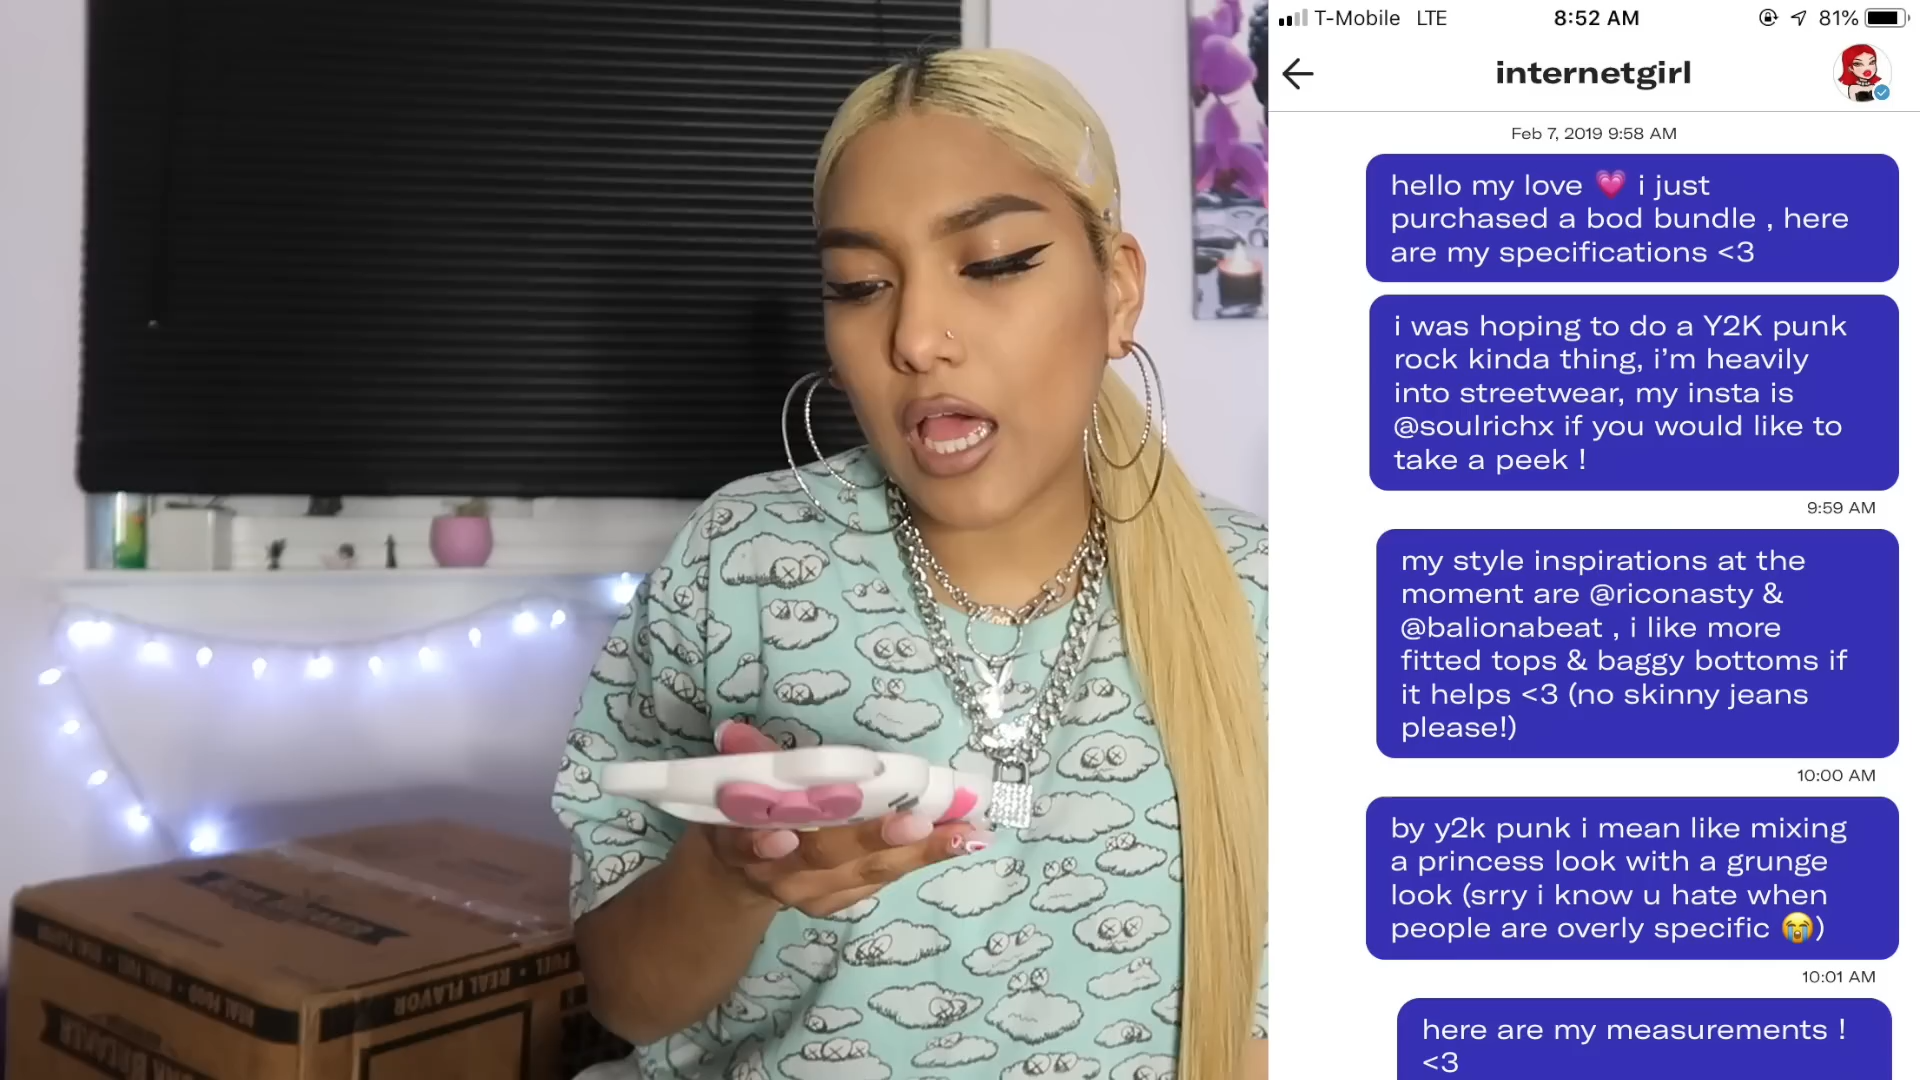 T-Mobile LTE 8:52 AM 81%
internetgirl
Feb 7, 2019 9:58 AM
hello my love 💗 i just
purchased a bod bundle , here
are my specifications <3
i was hoping to do a Y2K punk
rock kinda thing, i’m heavily
into streetwear, my insta is
@soulrichx if you would like to
take a peek !
9:59 AM
my style inspirations at the
moment are @riconasty &
@balionabeat , i like more
fitted tops & baggy bottoms if
it helps <3 (no skinny jeans
please!)
10:00 AM
by y2k punk i mean like mixing
a princess look with a grunge
look (srry i know u hate when
people are overly specific 😭)
10:01 AM
here are my measurements !
<3
REAL FLAVOR